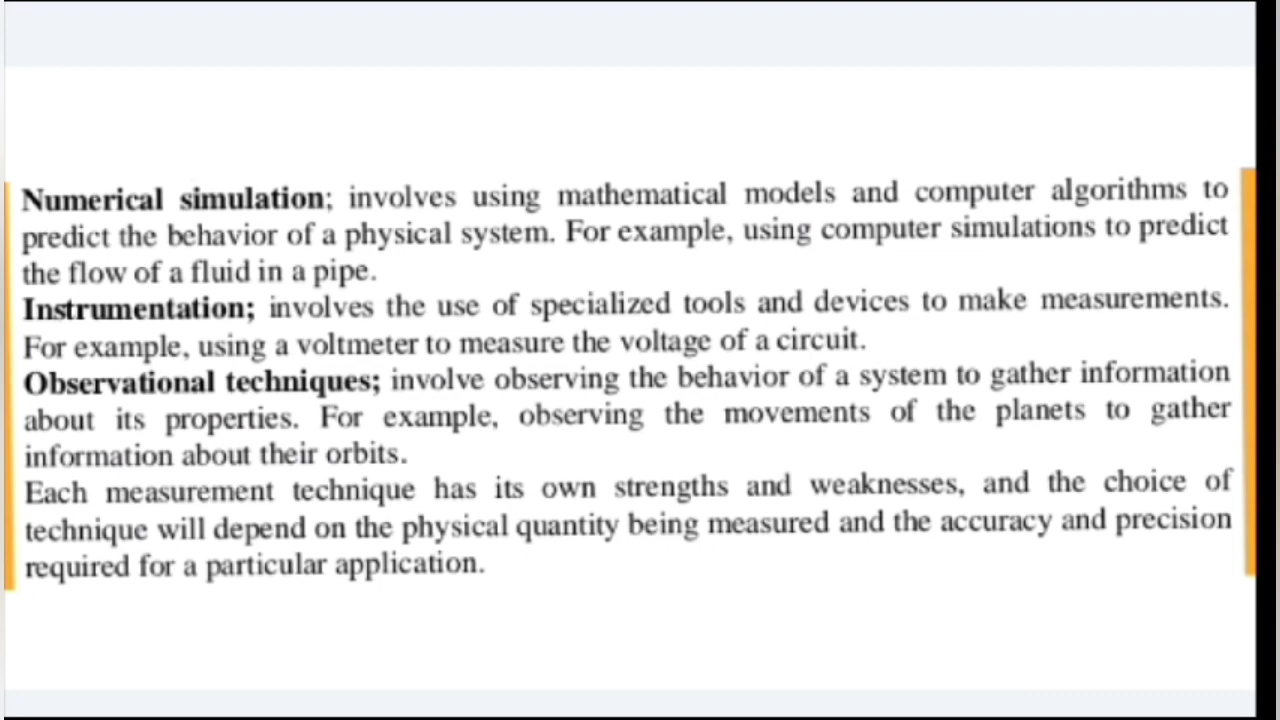 Numerical simulation; involves using mathematical models and computer algorithms to
predict the behavior of a physical system. For example, using computer simulations to predict
the flow of a fluid in a pipe.
Instrumentation; involves the use of specialized tools and devices to make measurements.
For example, using a voltmeter to measure the voltage of a circuit.
Observational techniques; involve observing the behavior of a system to gather information
about its properties. For example, observing the movements of the planets to gather
information about their orbits.
Each measurement technique has its own strengths and weaknesses, and the choice of
technique will depend on the physical quantity being measured and the accuracy and precision
required for a particular application.